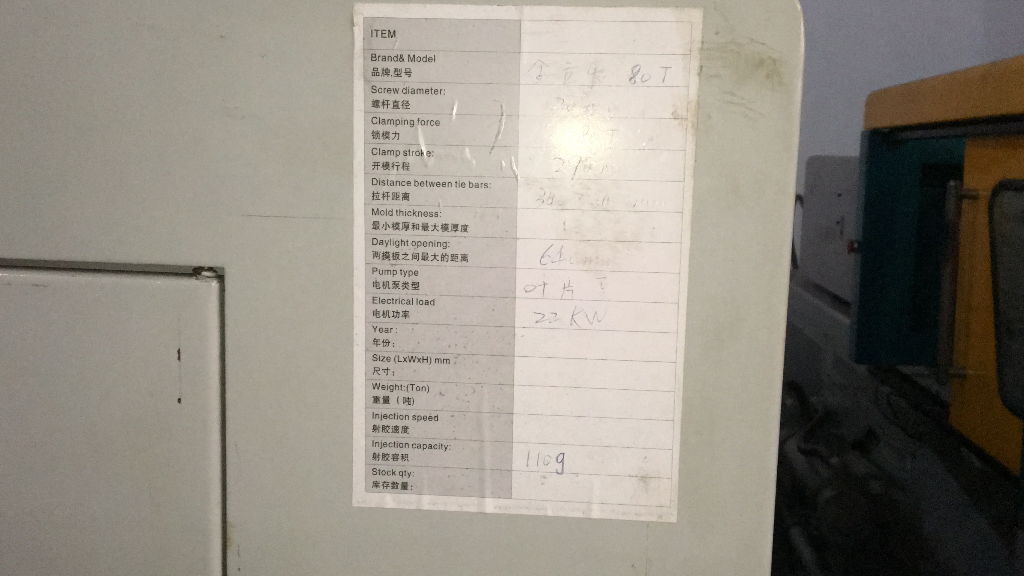 ITEM
Brand& Model
品牌.型号
80T
Screw diameter:
螺杆直径
Clamping force
锁模力
Clamp stroke:
开模行程
Distance between tie bars:
拉杆距离
Mold thickness:
最小模厚和最大模厚度
Daylight opening:
两模板之间最大的距离
Pump type
电机泵类型
叶片
Electrical load
电机功率
22KW
Year:
年份:
Size (LxWxH) mm
尺寸:
Weight:(Ton)
重量(吨)
Injection speed
射胶速度
Injection capacity:
射胶容积
110g
Stock qty:
库存数量: